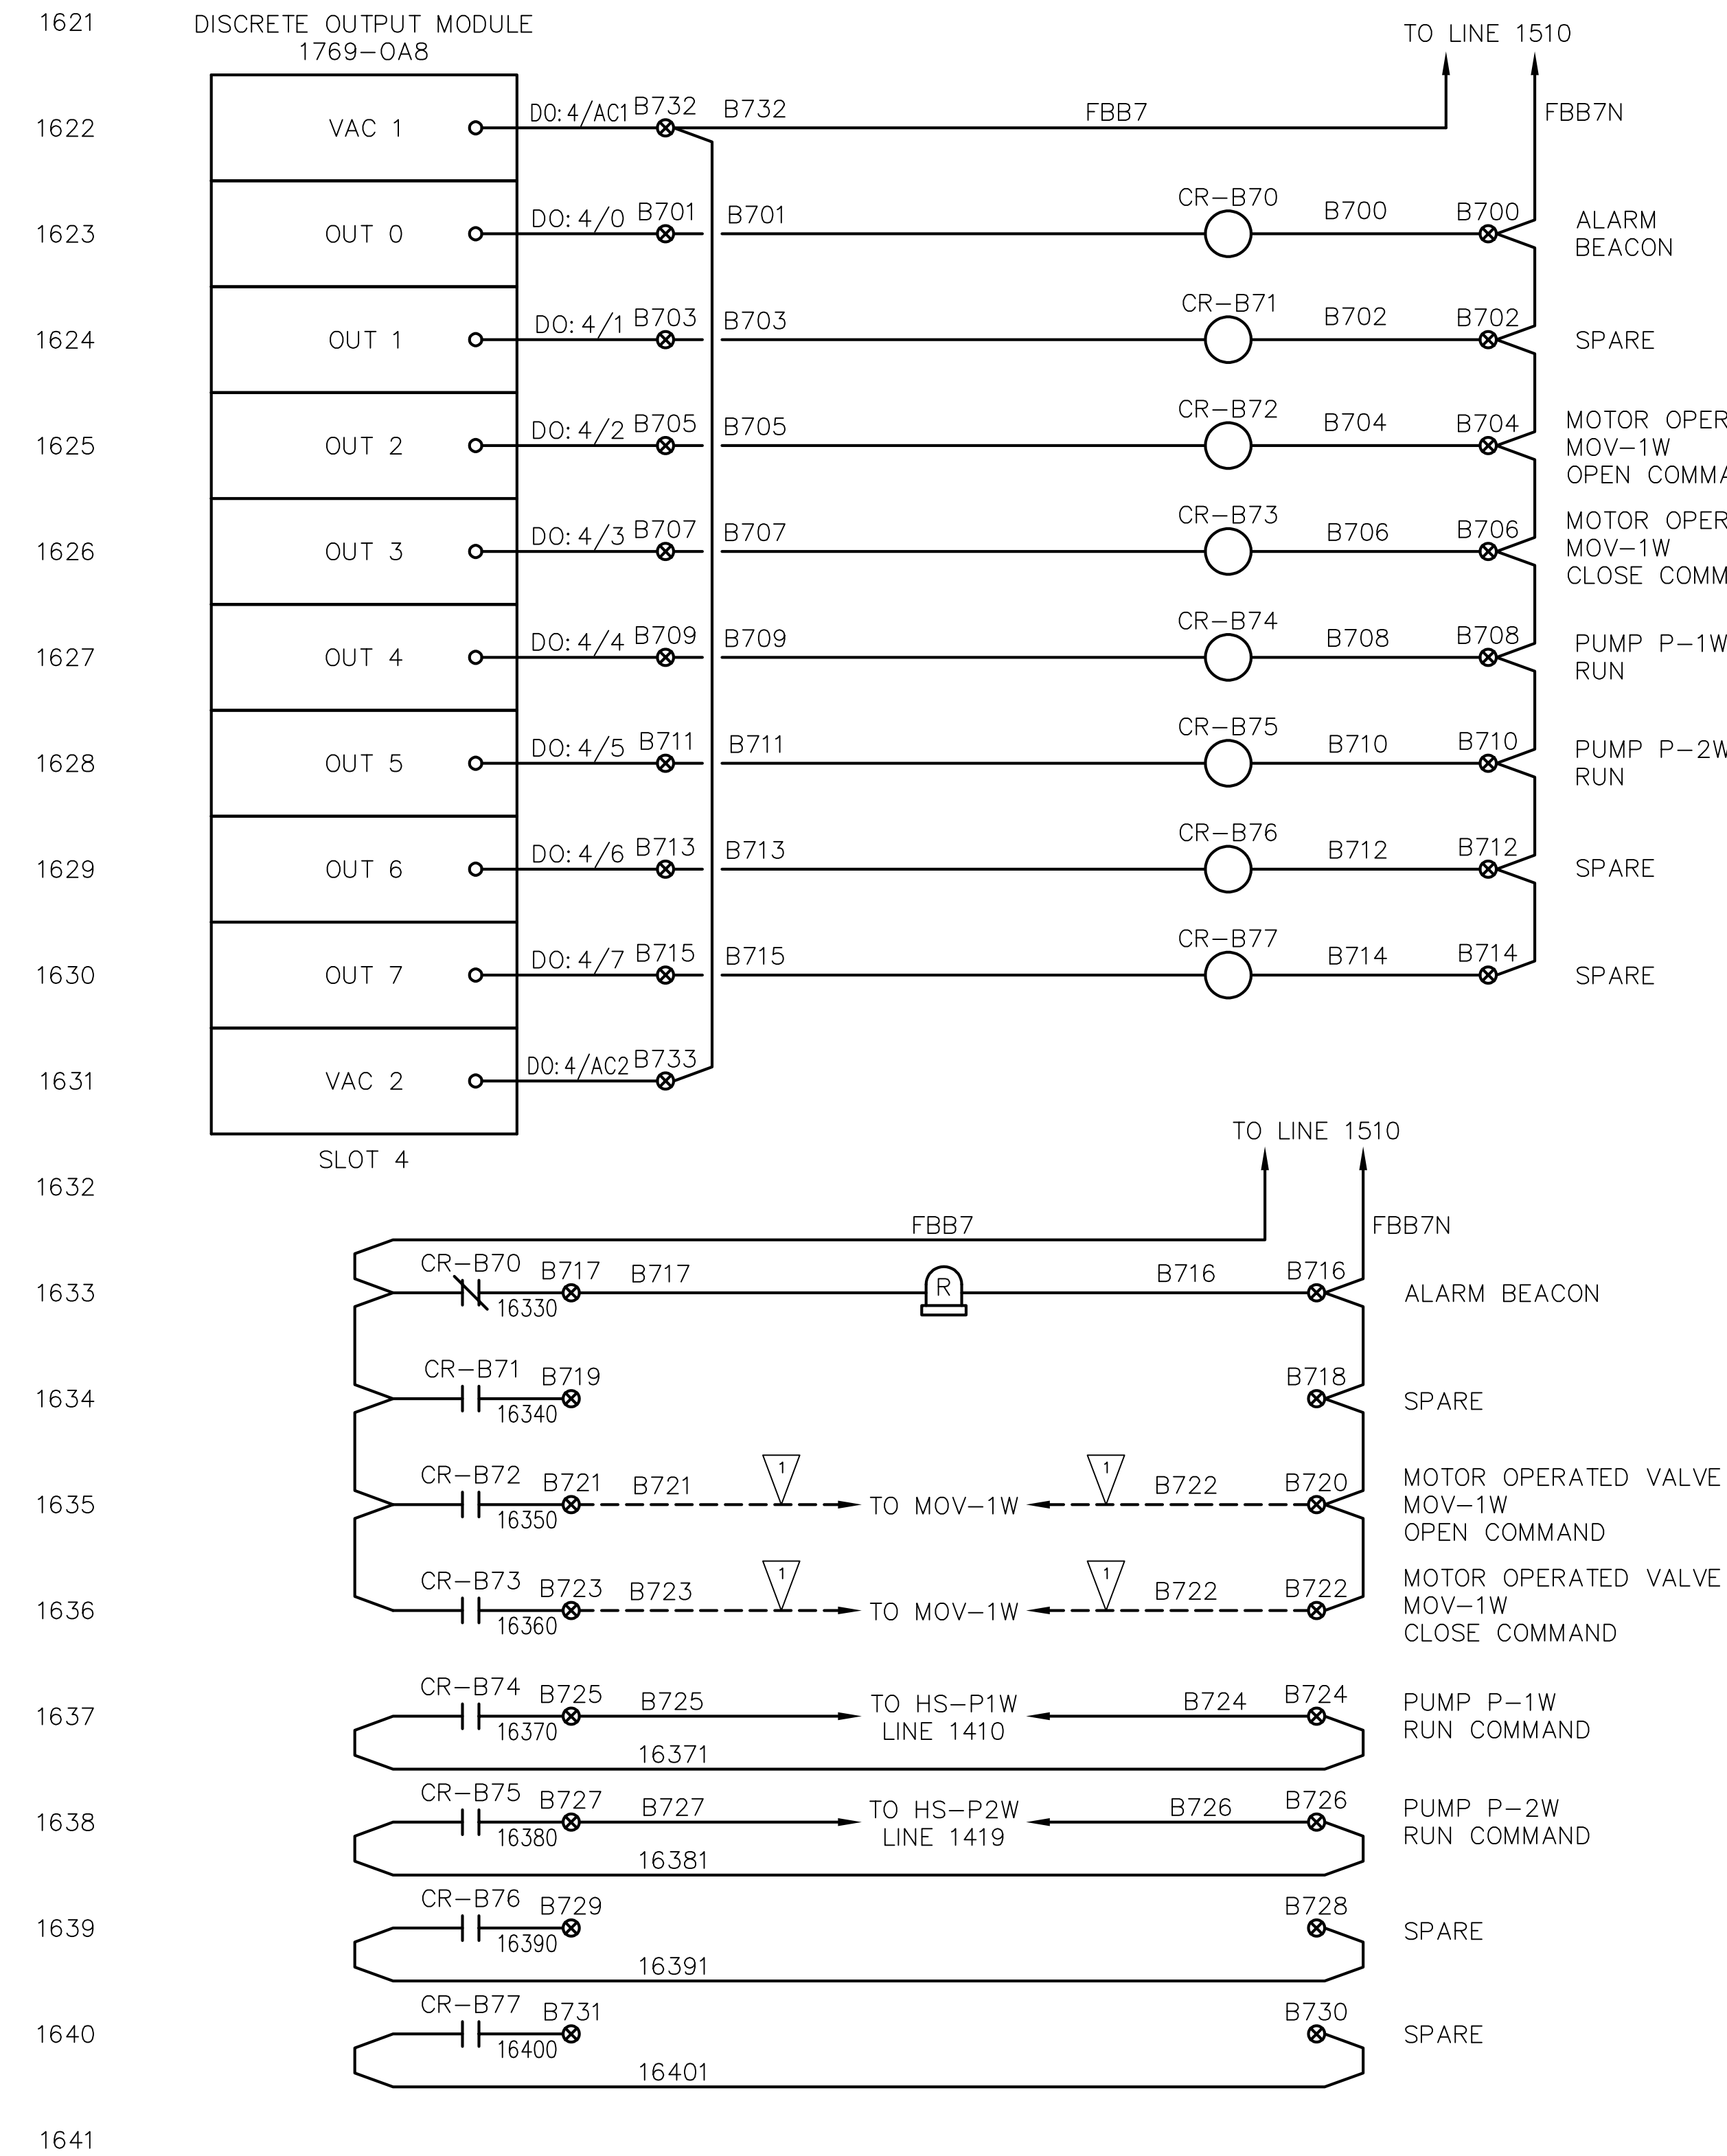 1621
DISCRETE OUTPUT MODULE
1769-OA8
TO LINE 1510
1622
VAC 1
DO:4/AC1
B732
B732
FBB7
FBB7N
1623
OUT 0
DO:4/0
B701
B701
CR-B70
B700
B700
ALARM
BEACON
1624
OUT 1
DO:4/1
B703
B703
CR-B71
B702
B702
SPARE
1625
OUT 2
DO:4/2
B705
B705
CR-B72
B704
B704
MOTOR OPER
MOV-1W
OPEN COMMA
1626
OUT 3
DO:4/3
B707
B707
CR-B73
B706
B706
MOTOR OPER
MOV-1W
CLOSE COMM
1627
OUT 4
DO:4/4
B709
B709
CR-B74
B708
B708
PUMP P-1W
RUN
1628
OUT 5
DO:4/5
B711
B711
CR-B75
B710
B710
PUMP P-2W
RUN
1629
OUT 6
DO:4/6
B713
B713
CR-B76
B712
B712
SPARE
1630
OUT 7
DO:4/7
B715
B715
CR-B77
B714
B714
SPARE
1631
VAC 2
DO:4/AC2
B733
SLOT 4
TO LINE 1510
1632
FBB7
FBB7N
1633
CR-B70
16330
B717
B717
R
B716
B716
ALARM BEACON
1634
CR-B71
16340
B719
B718
SPARE
1635
CR-B72
16350
B721
B721
1
TO MOV-1W
1
B722
B720
MOTOR OPERATED VALVE
MOV-1W
OPEN COMMAND
1636
CR-B73
16360
B723
B723
1
TO MOV-1W
1
B722
B722
MOTOR OPERATED VALVE
MOV-1W
CLOSE COMMAND
1637
CR-B74
16370
B725
B725
TO HS-P1W
LINE 1410
B724
B724
PUMP P-1W
RUN COMMAND
16371
1638
CR-B75
16380
B727
B727
TO HS-P2W
LINE 1419
B726
B726
PUMP P-2W
RUN COMMAND
16381
1639
CR-B76
16390
B729
B728
SPARE
16391
1640
CR-B77
16400
B731
B730
SPARE
16401
1641